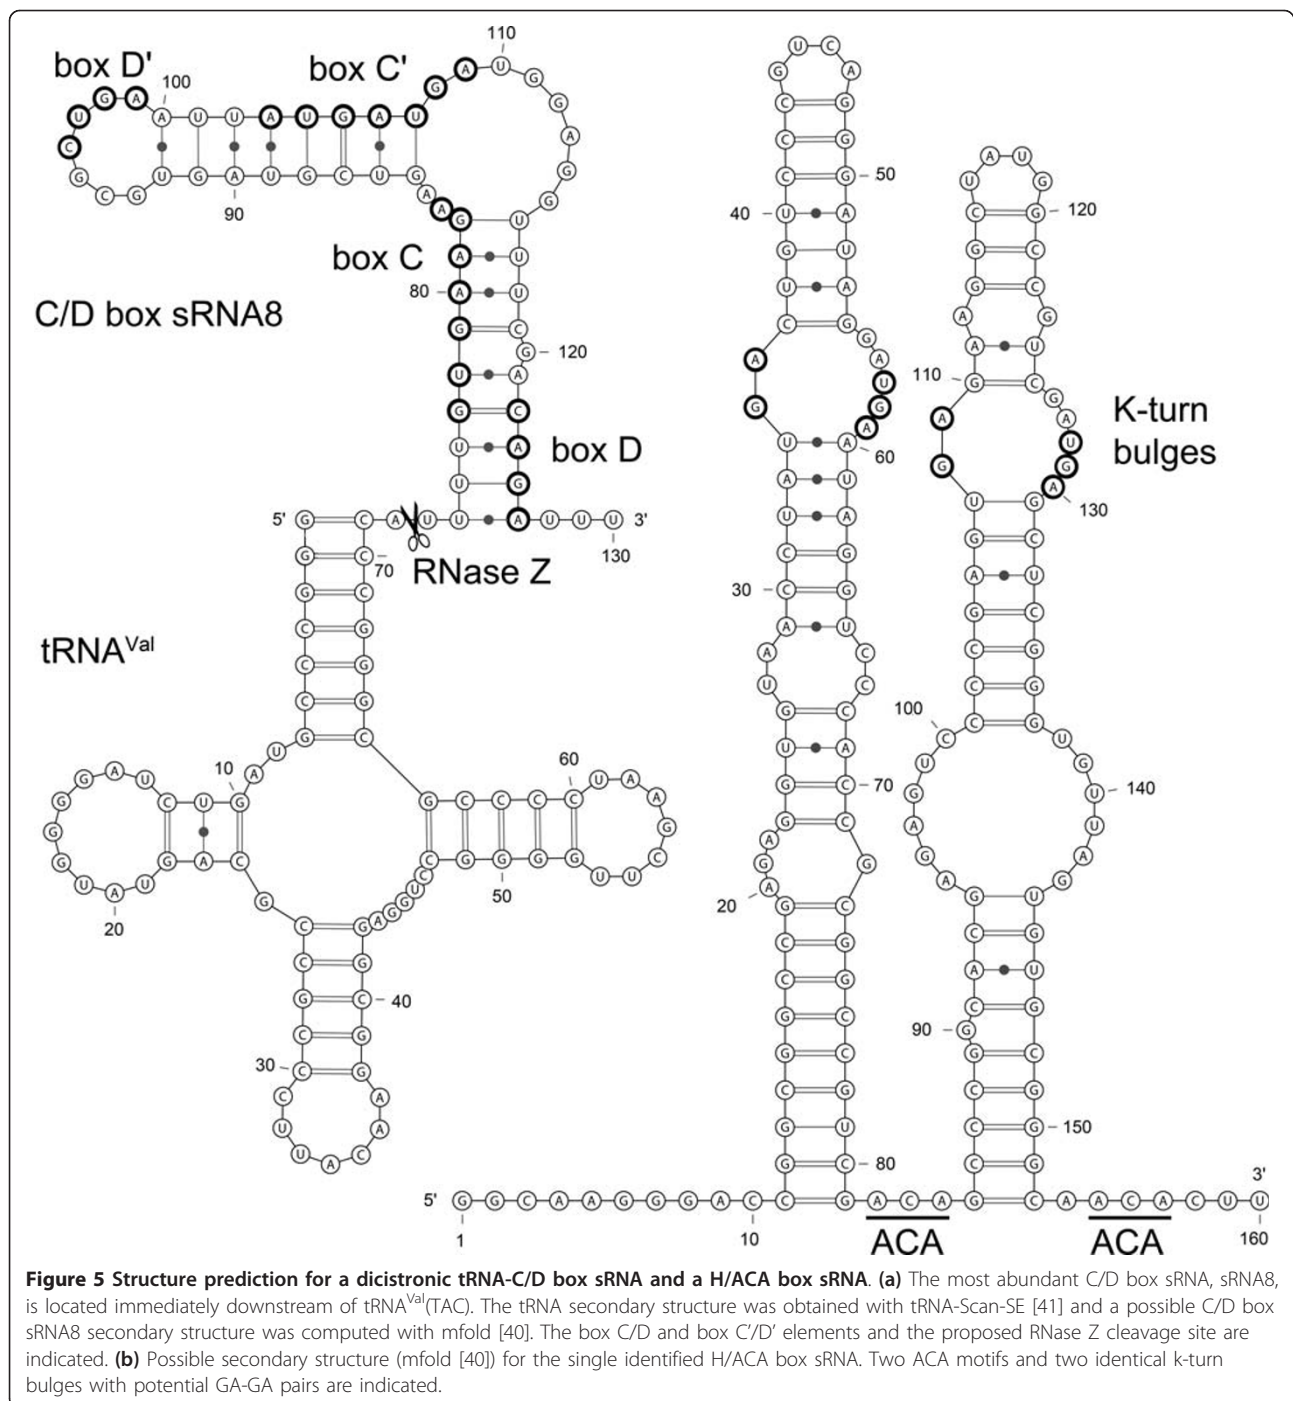 box D'
100
box C'
110
90
box C
80
C/D box sRNA8
120
box D
5'
3'
130
70
RNase Z
tRNAVal
10
20
30
40
50
60
50
40
30
20
60
70
80
120
110
K-turn
bulges
130
100
140
90
150
5' G G C A A G G G A C C G A C A G C A A C A C U U 3'
1
10
ACA
ACA
160
Figure 5 Structure prediction for a dicistronic tRNA-C/D box sRNA and a H/ACA box sRNA. (a) The most abundant C/D box sRNA, sRNA8,
is located immediately downstream of tRNAVal(TAC). The tRNA secondary structure was obtained with tRNA-Scan-SE [41] and a possible C/D box
sRNA8 secondary structure was computed with mfold [40]. The box C/D and box C'/D' elements and the proposed RNase Z cleavage site are
indicated. (b) Possible secondary structure (mfold [40]) for the single identified H/ACA box sRNA. Two ACA motifs and two identical k-turn
bulges with potential GA-GA pairs are indicated.